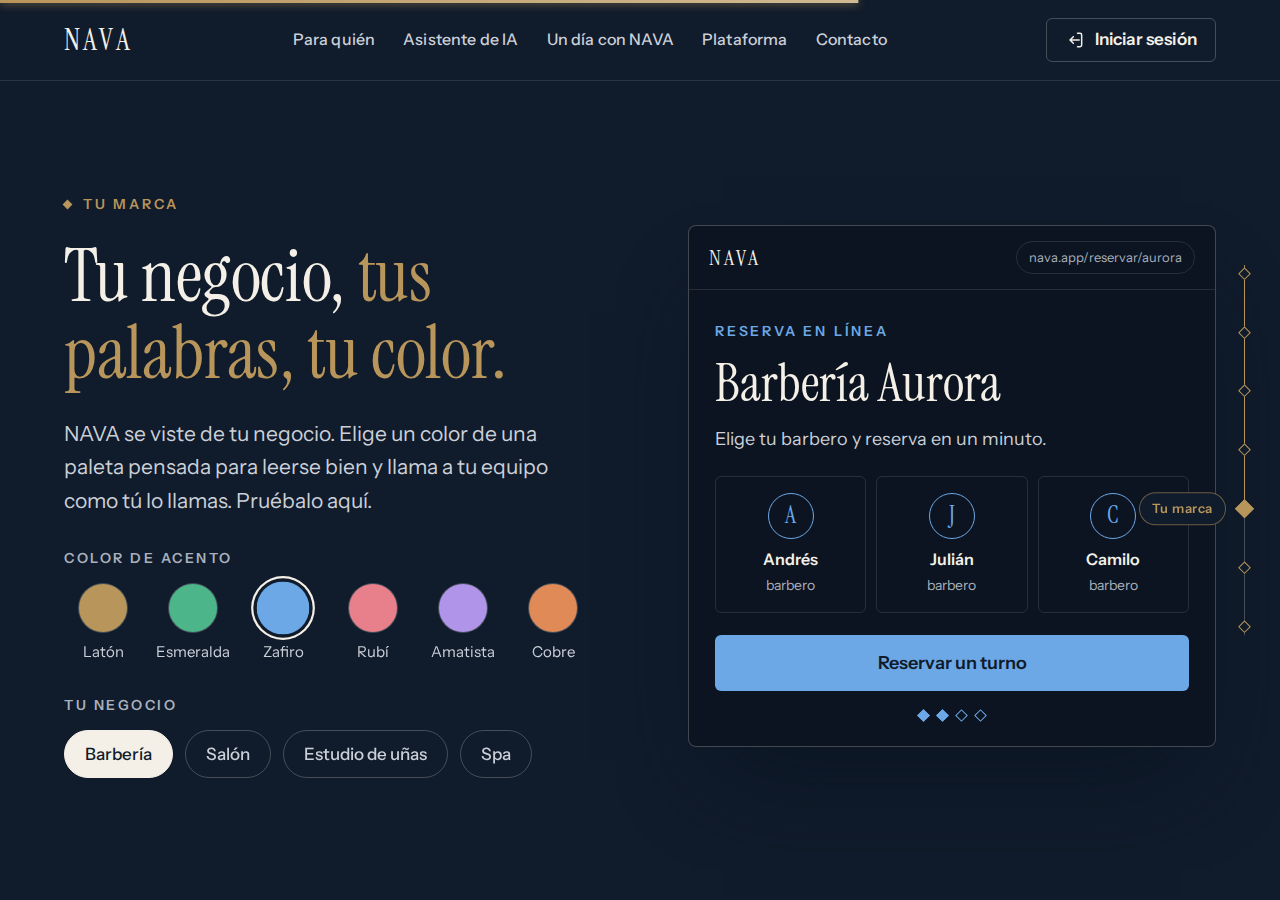 NAVA
Para quién
Asistente de IA
Un día con NAVA
Plataforma
Contacto
Iniciar sesión
TU MARCA
Tu negocio, tus
palabras, tu color.
NAVA se viste de tu negocio. Elige un color de una
paleta pensada para leerse bien y llama a tu equipo
como tú lo llamas. Pruébalo aquí.
COLOR DE ACENTO
Latón
Esmeralda
Zafiro
Rubí
Amatista
Cobre
TU NEGOCIO
Barbería
Salón
Estudio de uñas
Spa
NAVA
nava.app/reservar/aurora
RESERVA EN LÍNEA
Barbería Aurora
Elige tu barbero y reserva en un minuto.
A
Andrés
barbero
J
Julián
barbero
C
Camilo
barbero
Reservar un turno
Tu marca